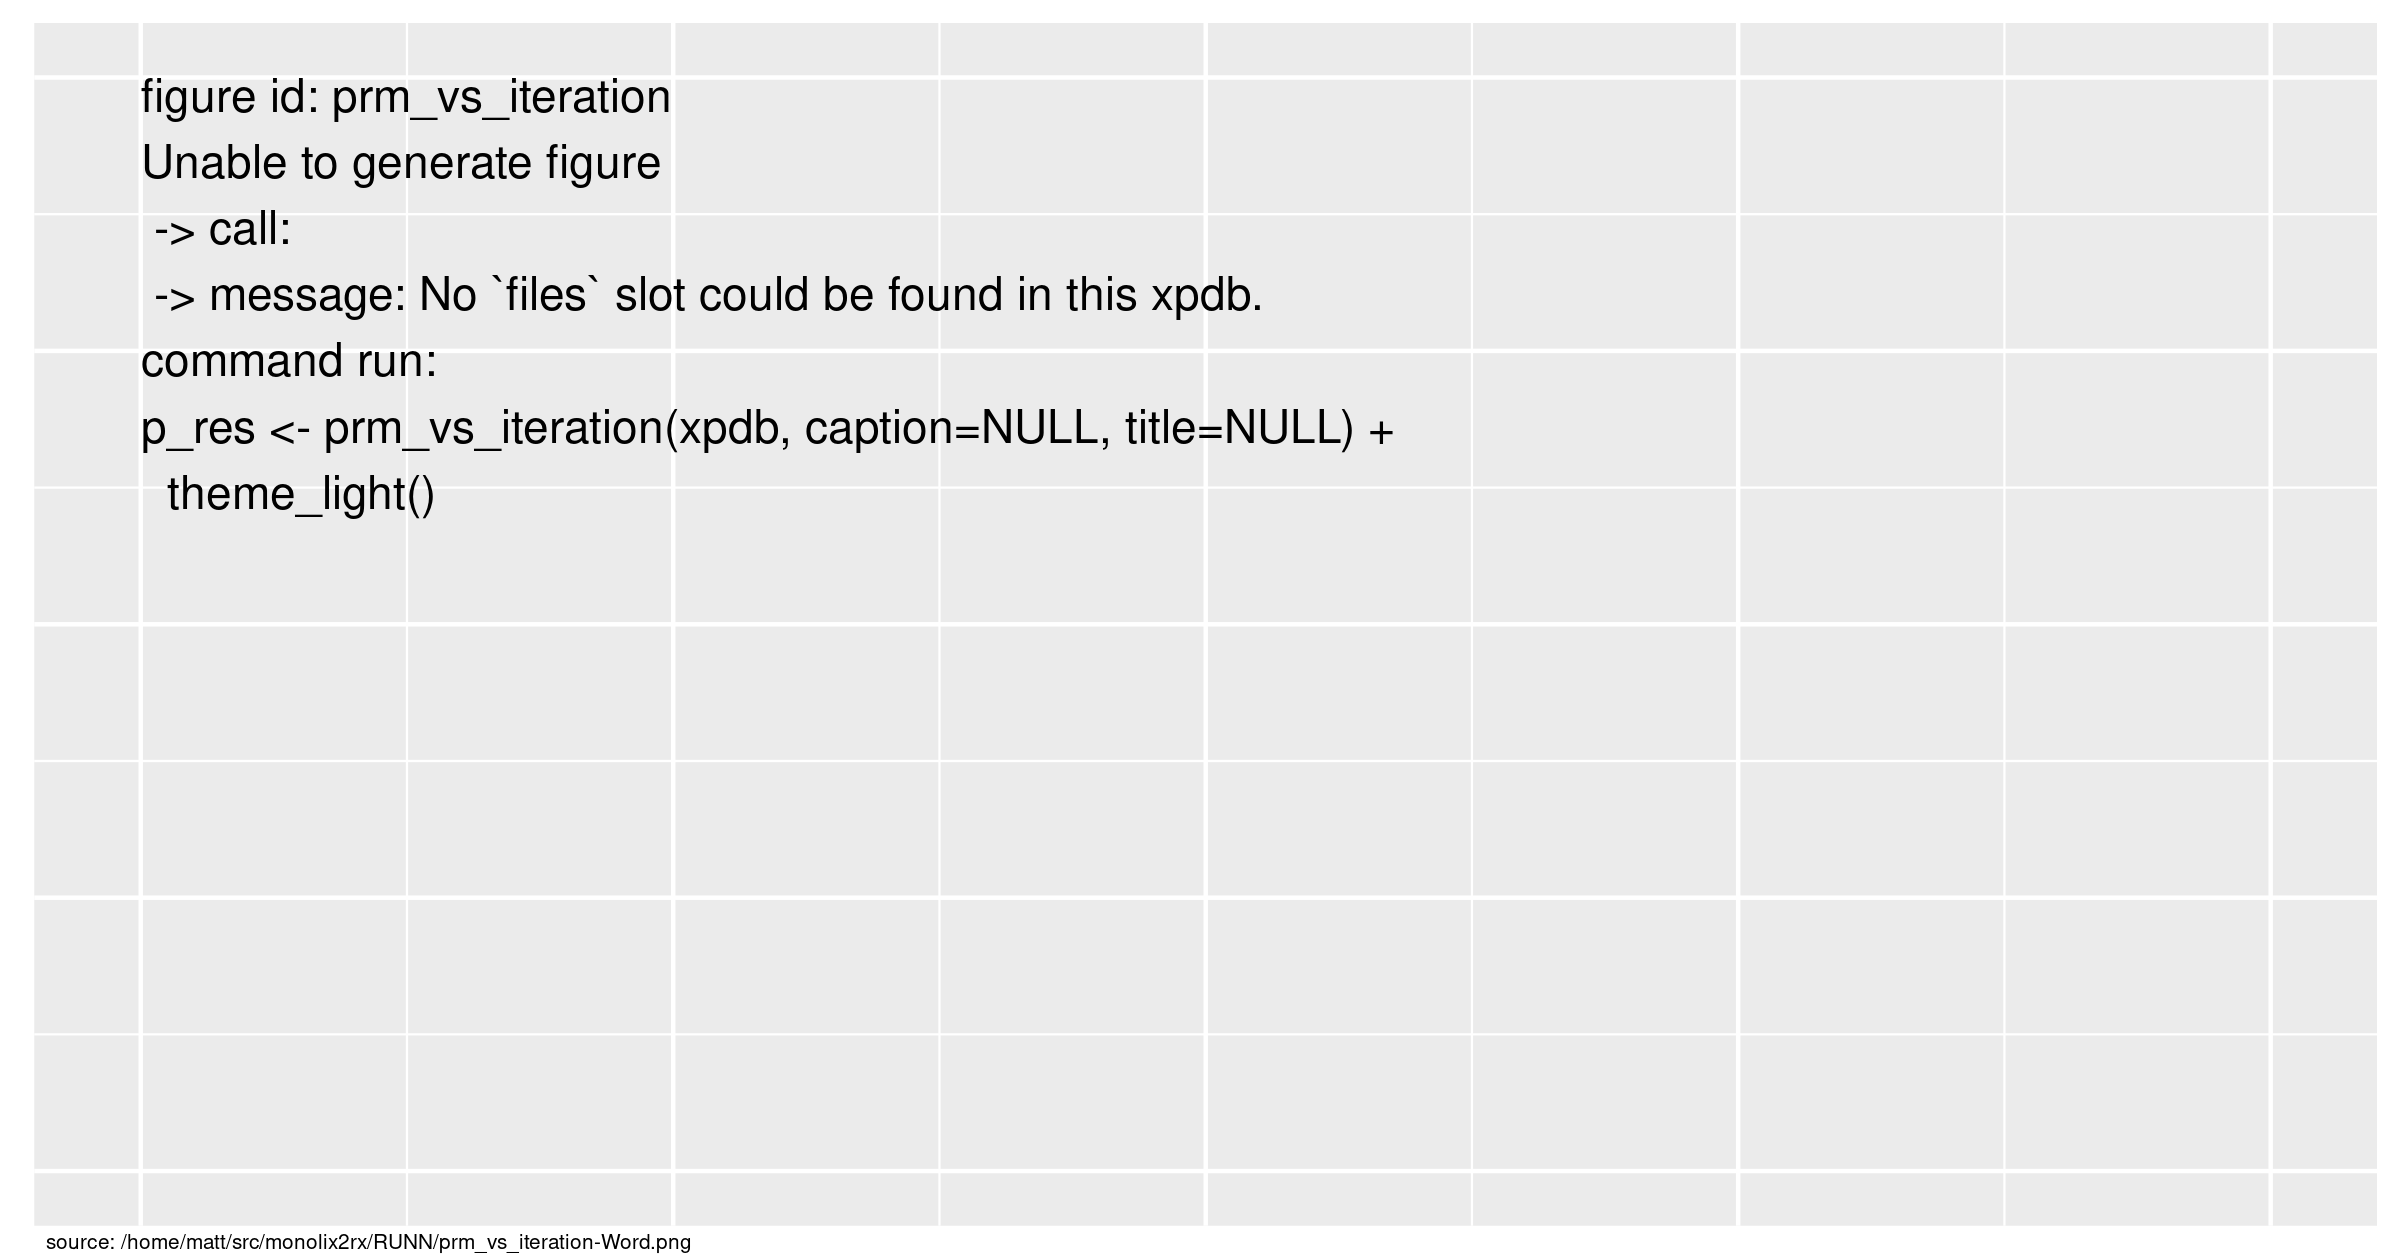 figure id: prm_vs_iteration
Unable to generate figure
 -> call:
 -> message: No `files` slot could be found in this xpdb.
command run:
p_res <- prm_vs_iteration(xpdb, caption=NULL, title=NULL) +
  theme_light()
source: /home/matt/src/monolix2rx/RUNN/prm_vs_iteration-Word.png